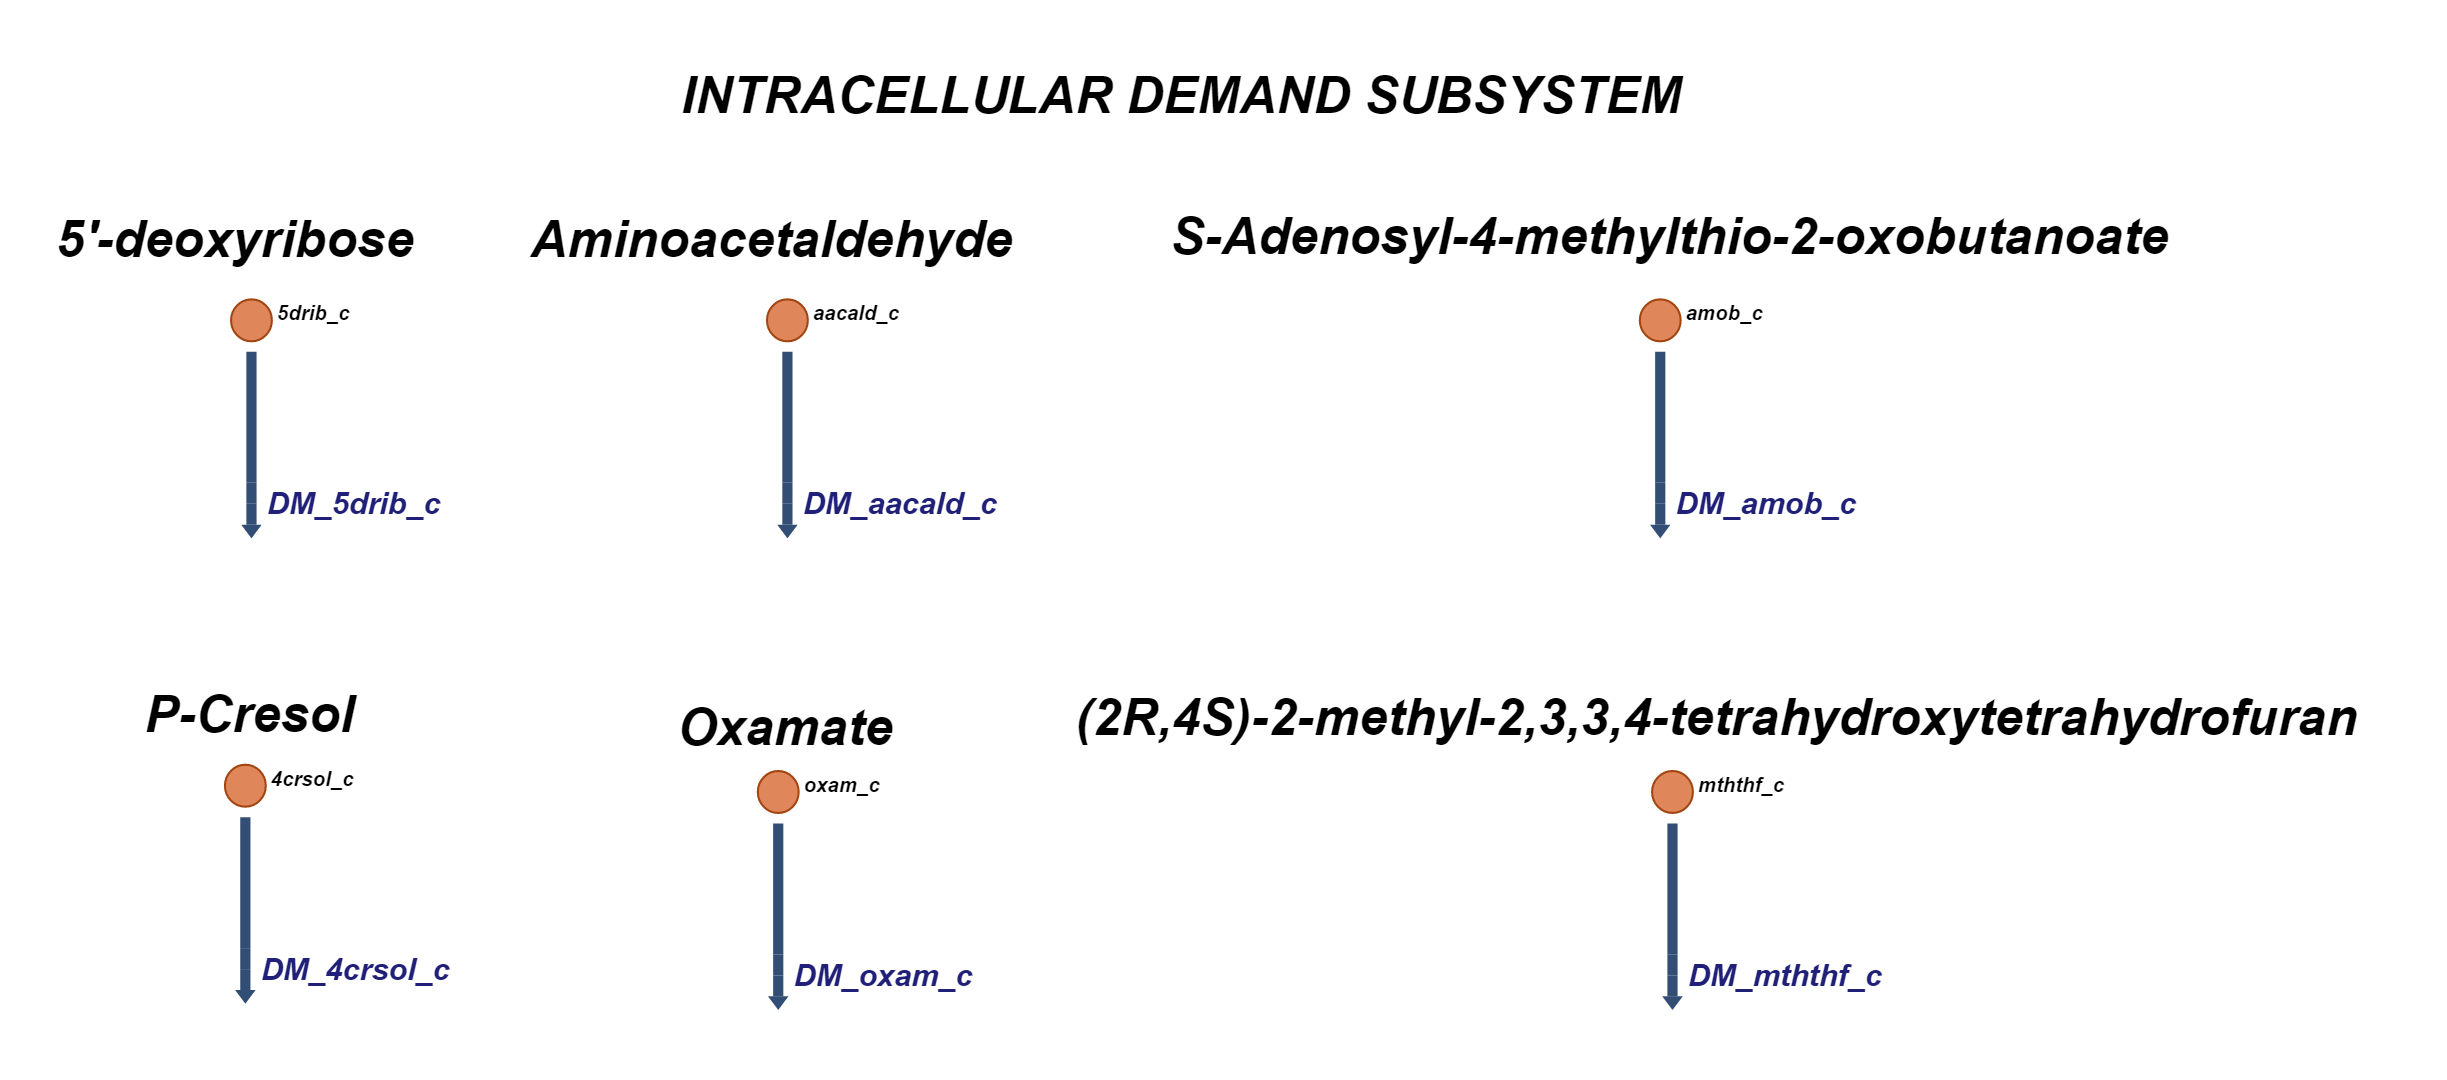 INTRACELLULAR DEMAND SUBSYSTEM
5'-deoxyribose
Aminoacetaldehyde
S-Adenosyl-4-methylthio-2-oxobutanoate
5drib_c
aacald_c
amob_c
DM_5drib_c
DM_aacald_c
DM_amob_c
P-Cresol
Oxamate
(2R,4S)-2-methyl-2,3,3,4-tetrahydroxytetrahydrofuran
4crsol_c
oxam_c
mththf_c
DM_4crsol_c
DM_oxam_c
DM_mththf_c